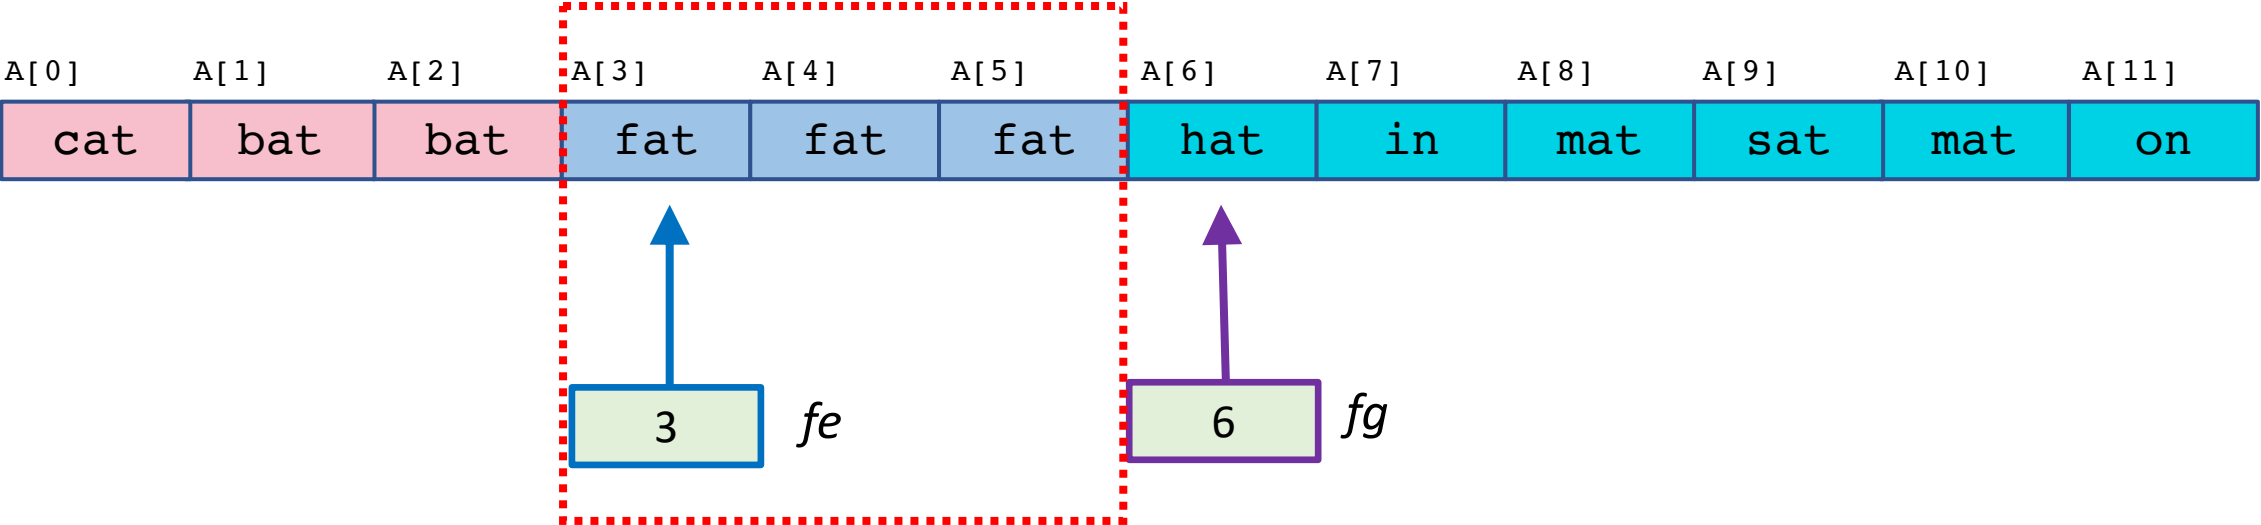 A[0] A[1] A[2] A[3] A[4] A[5] A[6] A[7] A[8] A[9] A[10] A[11]
cat bat bat fat fat fat hat in mat sat mat on
3 fe 6 fg